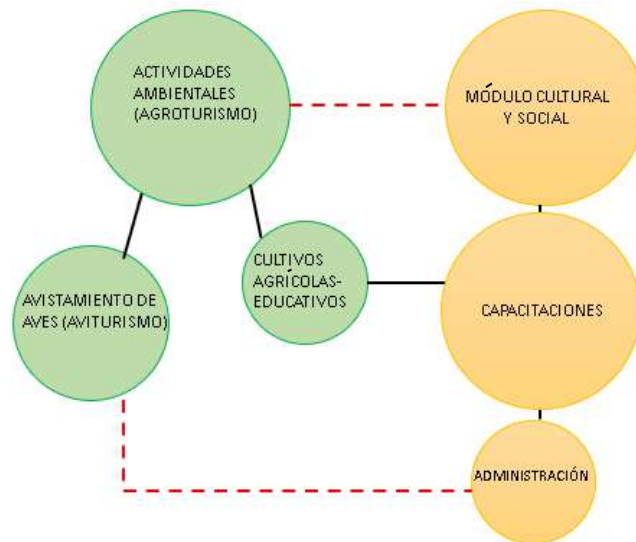 ACTIVIDADES
AMBIENTALES
(AGROTURISMO)
MÓDULO CULTURAL
Y SOCIAL
CULTIVOS
AGRÍCOLAS-
EDUCATIVOS
AVISTAMIENTO DE
AVES (AVITURISMO)
CAPACITACIONES
ADMINISTRACIÓN